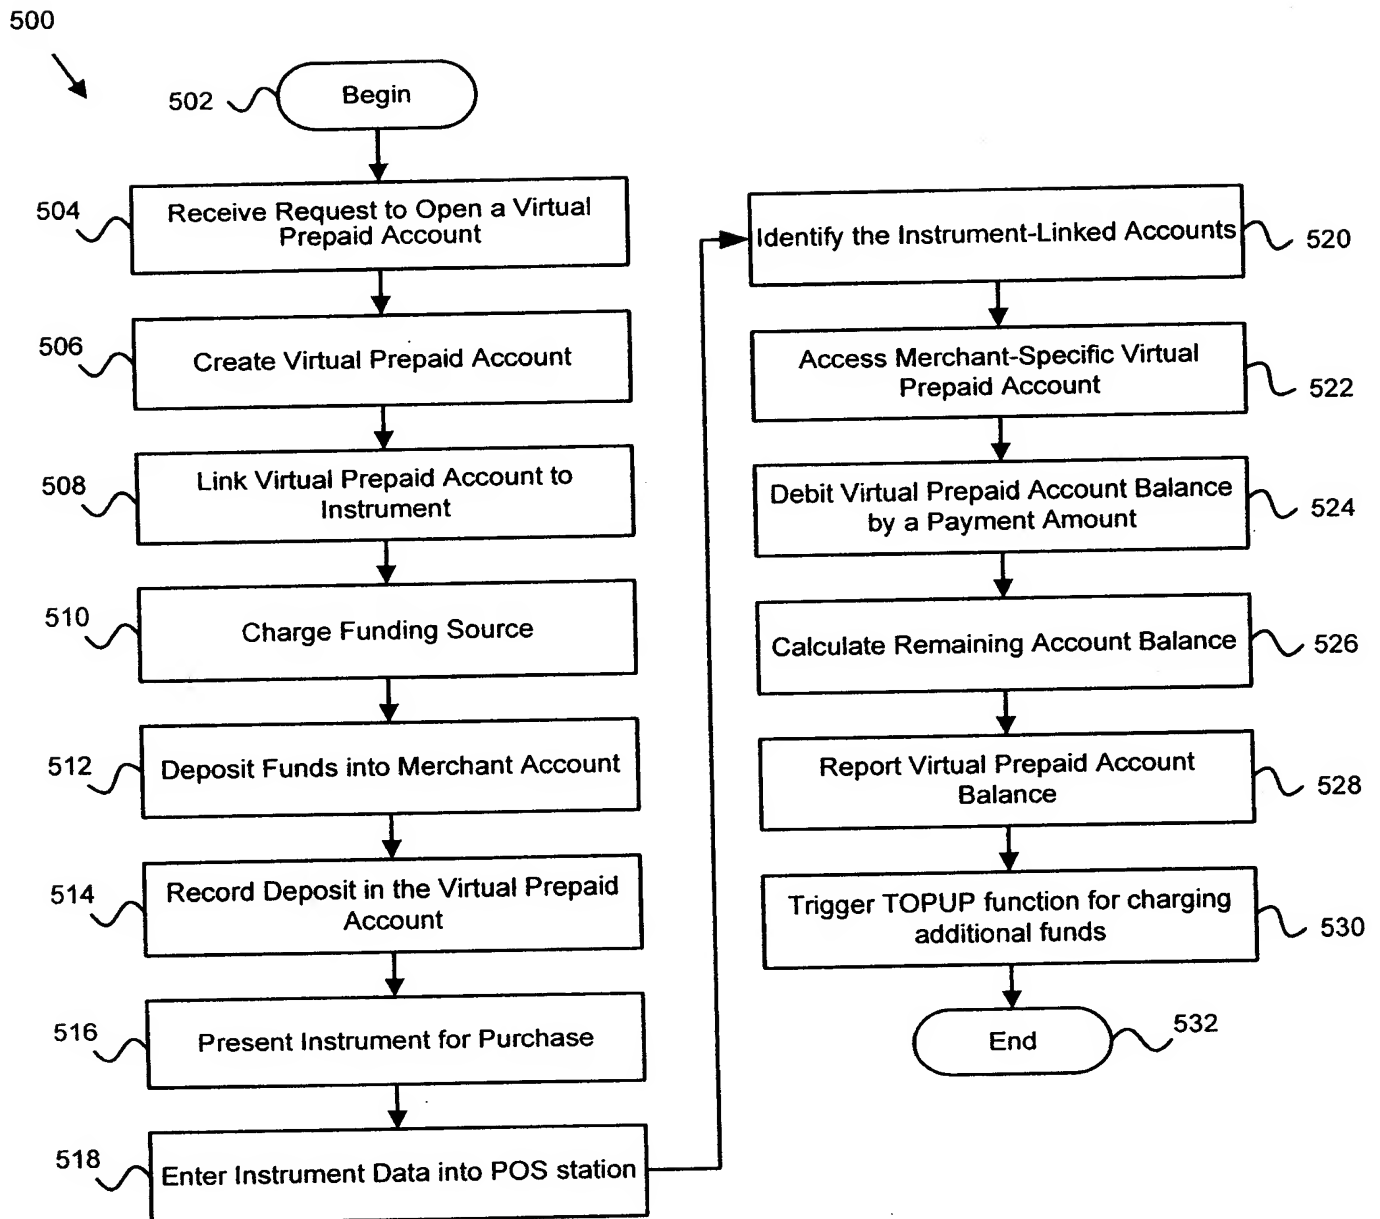 500
502
Begin
504
Receive Request to Open a Virtual
Prepaid Account
506
Create Virtual Prepaid Account
508
Link Virtual Prepaid Account to
Instrument
510
Charge Funding Source
512
Deposit Funds into Merchant Account
514
Record Deposit in the Virtual Prepaid
Account
516
Present Instrument for Purchase
518
Enter Instrument Data into POS station
Identify the Instrument-Linked Accounts
520
Access Merchant-Specific Virtual
Prepaid Account
522
Debit Virtual Prepaid Account Balance
by a Payment Amount
524
Calculate Remaining Account Balance
526
Report Virtual Prepaid Account
Balance
528
Trigger TOPUP function for charging
additional funds
530
End
532